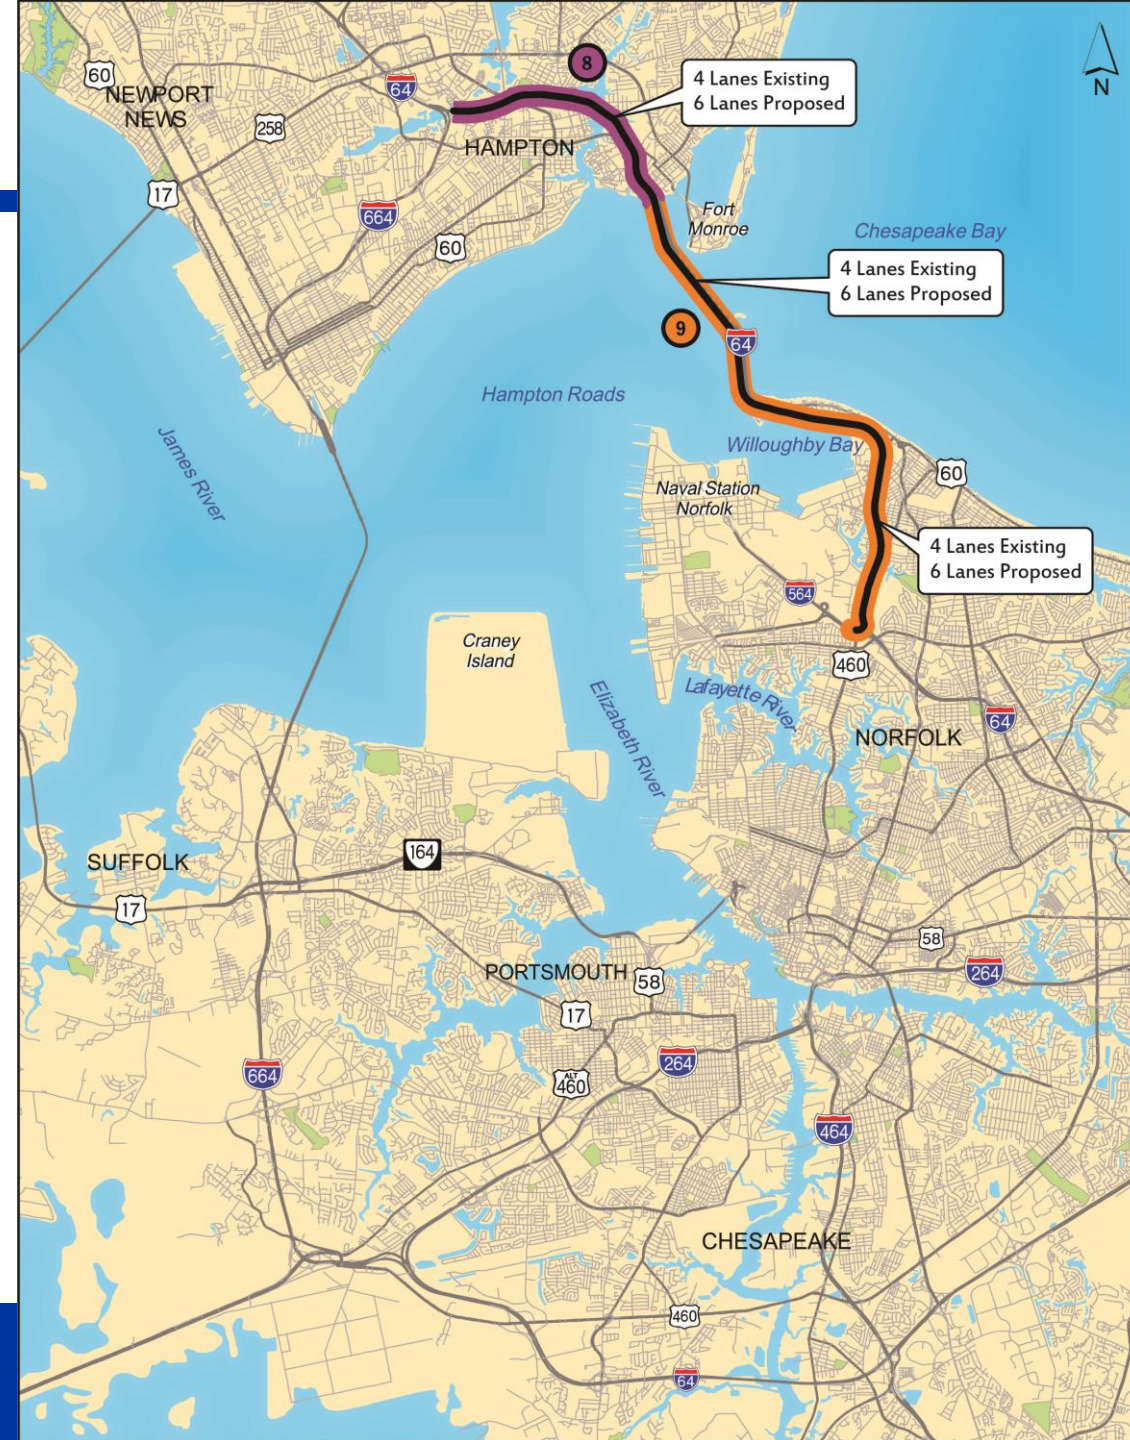 60
NEWPORT
NEWS
64
8
4 Lanes Existing
6 Lanes Proposed
N
258
HAMPTON
17
664
60
Fort
Monroe
Chesapeake Bay
4 Lanes Existing
6 Lanes Proposed
9
64
Hampton Roads
James River
Willoughby Bay
60
Naval Station
Norfolk
4 Lanes Existing
6 Lanes Proposed
564
Craney
Island
460
Elizabeth River
Lafayette River
64
NORFOLK
SUFFOLK
164
17
58
PORTSMOUTH
58
264
17
264
664
ALT
460
464
CHESAPEAKE
460
64